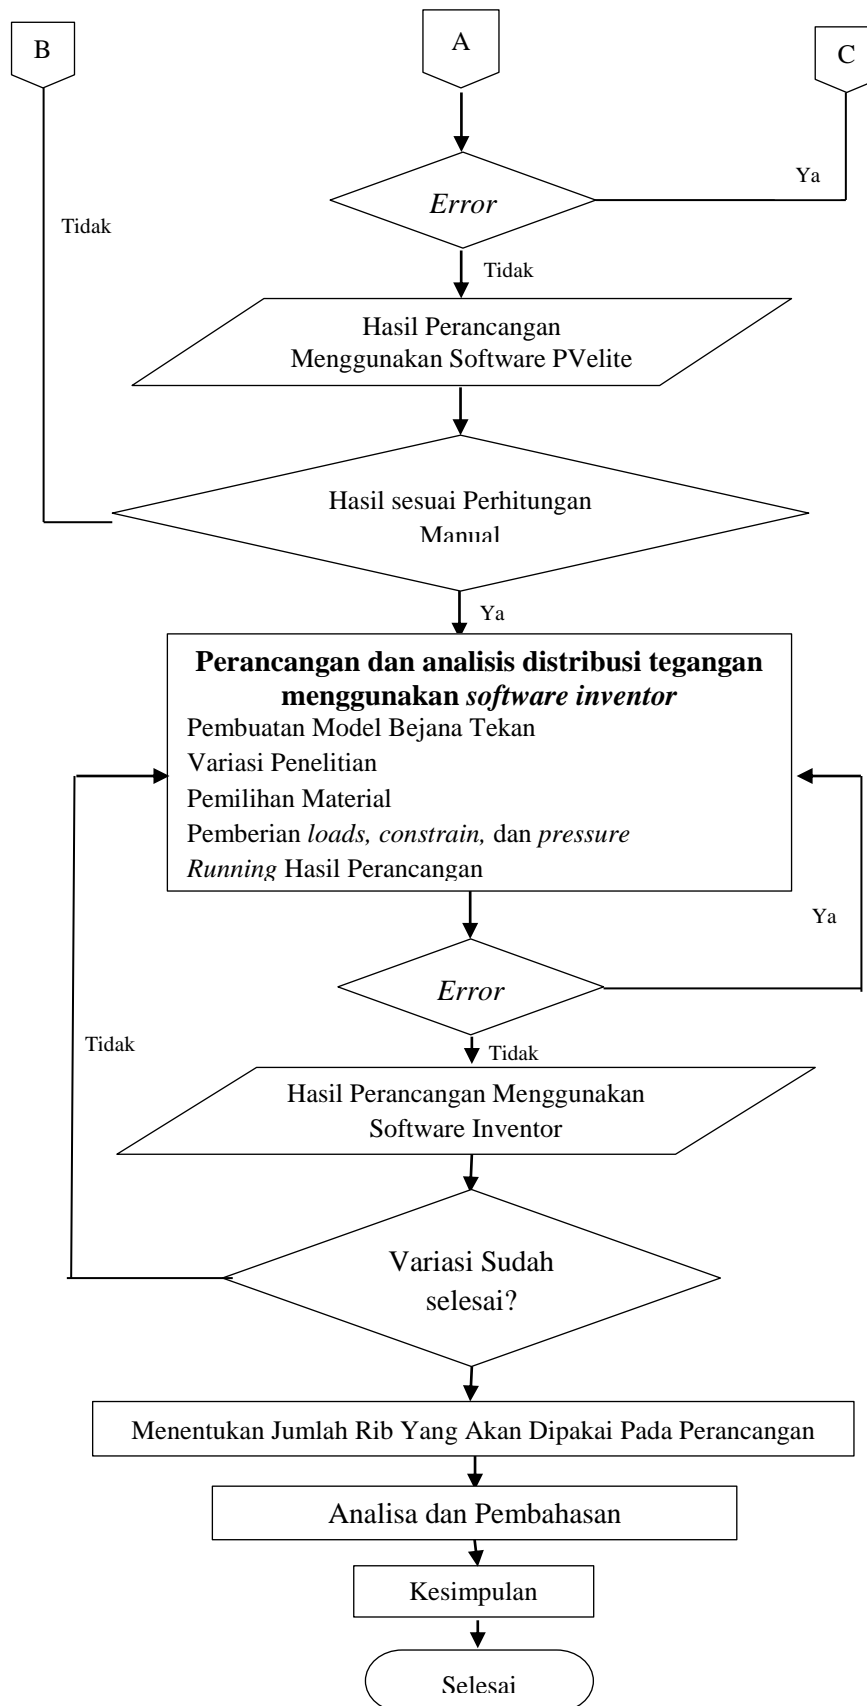 B
A
C
Error
Ya
Tidak
Tidak
Hasil Perancangan
Menggunakan Software PVelite
Hasil sesuai Perhitungan
Manual
Ya
Perancangan dan analisis distribusi tegangan
menggunakan software inventor
Pembuatan Model Bejana Tekan
Variasi Penelitian
Pemilihan Material
Pemberian loads, constrain, dan pressure
Running Hasil Perancangan
Ya
Error
Tidak
Tidak
Hasil Perancangan Menggunakan
Software Inventor
Variasi Sudah
selesai?
Menentukan Jumlah Rib Yang Akan Dipakai Pada Perancangan
Analisa dan Pembahasan
Kesimpulan
Selesai